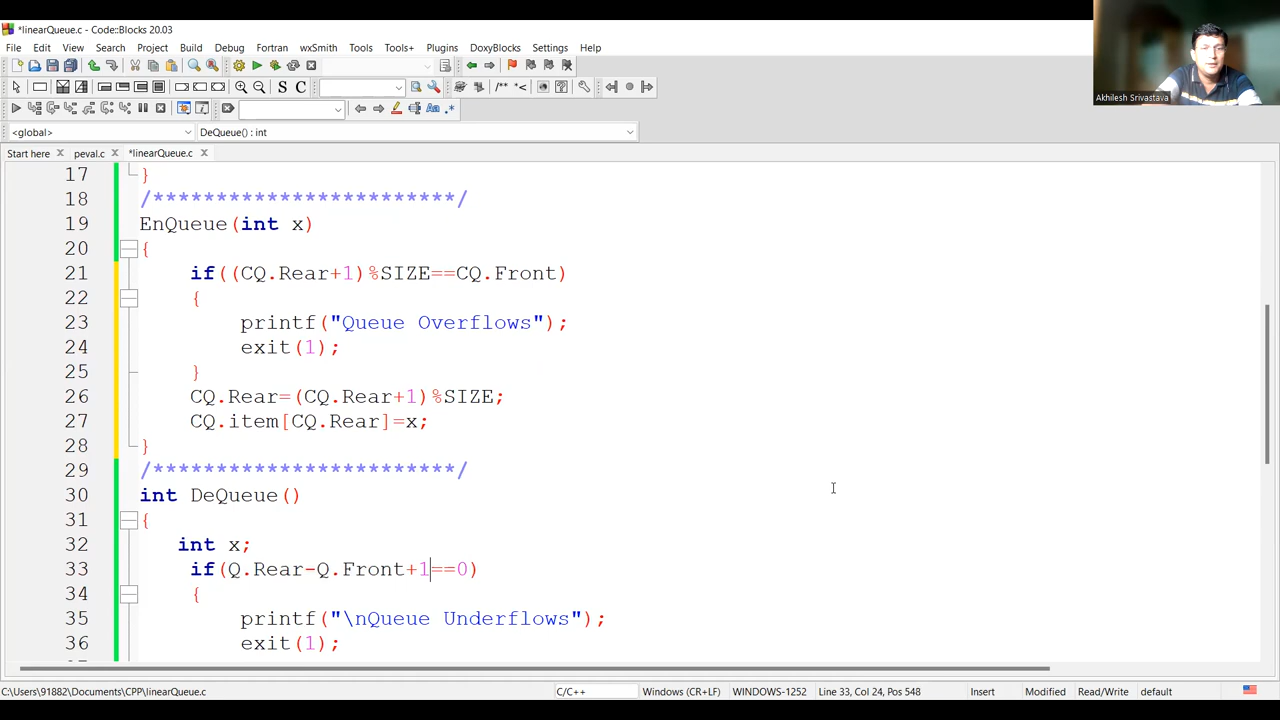 *linearQueue.c - Code::Blocks 20.03
File Edit View Search Project Build Debug Fortran wxSmith Tools Tools+ Plugins DoxyBlocks Settings Help
S C
/** *<
Aa .*
<global> DeQueue() : int
Start here peval.c *linearQueue.c
17 }
18 /************************/
19 EnQueue(int x)
20 {
21 if((CQ.Rear+1)%SIZE==CQ.Front)
22 {
23 printf("Queue Overflows");
24 exit(1);
25 }
26 CQ.Rear=(CQ.Rear+1)%SIZE;
27 CQ.item[CQ.Rear]=x;
28 }
29 /************************/
30 int DeQueue()
31 {
32 int x;
33 if(Q.Rear-Q.Front+1==0)
34 {
35 printf("\nQueue Underflows");
36 exit(1);
C:\Users\91882\Documents\CPP\linearQueue.c C/C++ Windows (CR+LF) WINDOWS-1252 Line 33, Col 24, Pos 548 Insert Modified Read/Write default
Akhilesh Srivastava